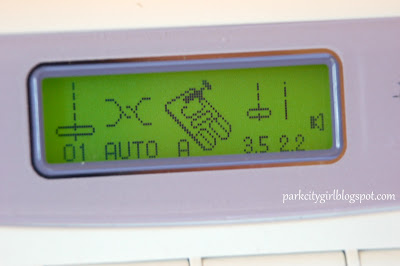 01 AUTO A 3.5 2.2
parkcitygirlblogspot.com